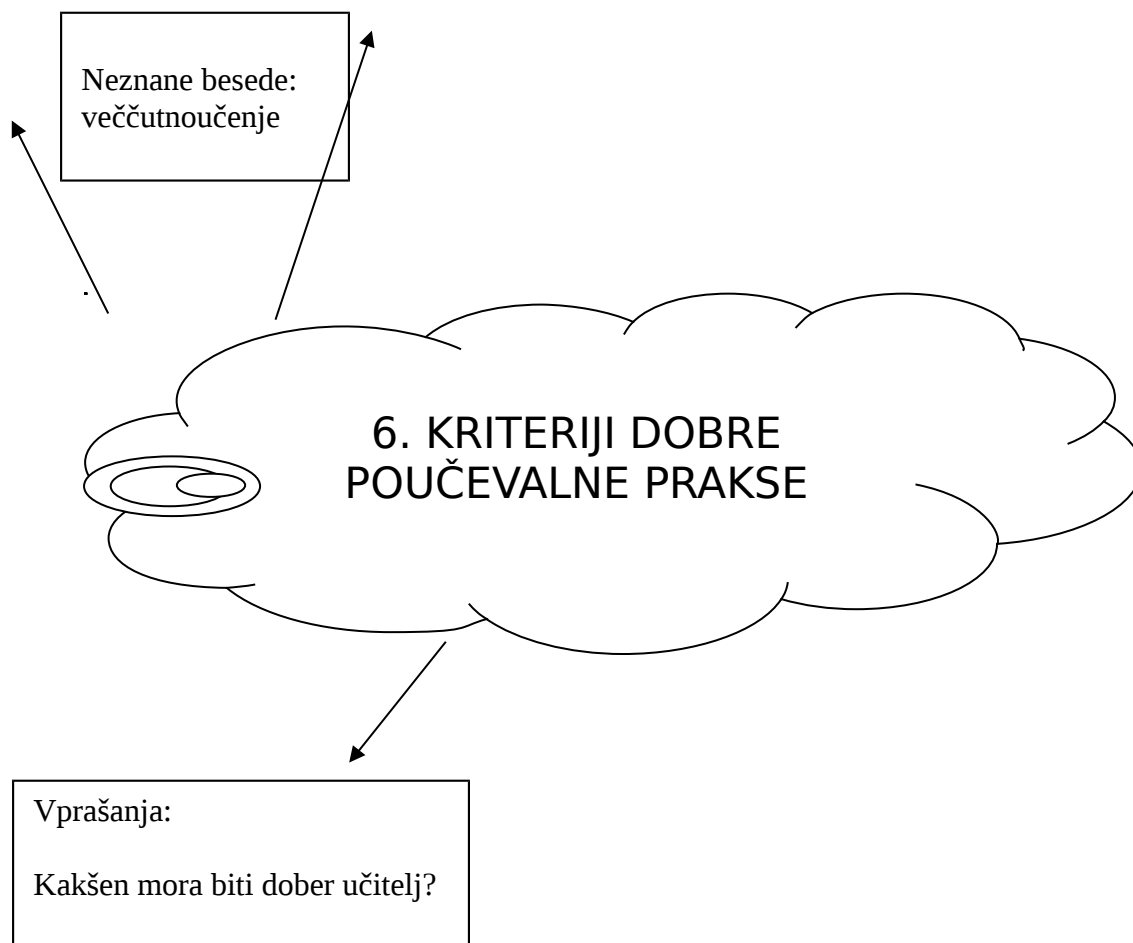 Neznane besede:
veččutnoučenje
6. KRITERIJI DOBRE
POUČEVALNE PRAKSE
Vprašanja:
Kakšen mora biti dober učitelj?